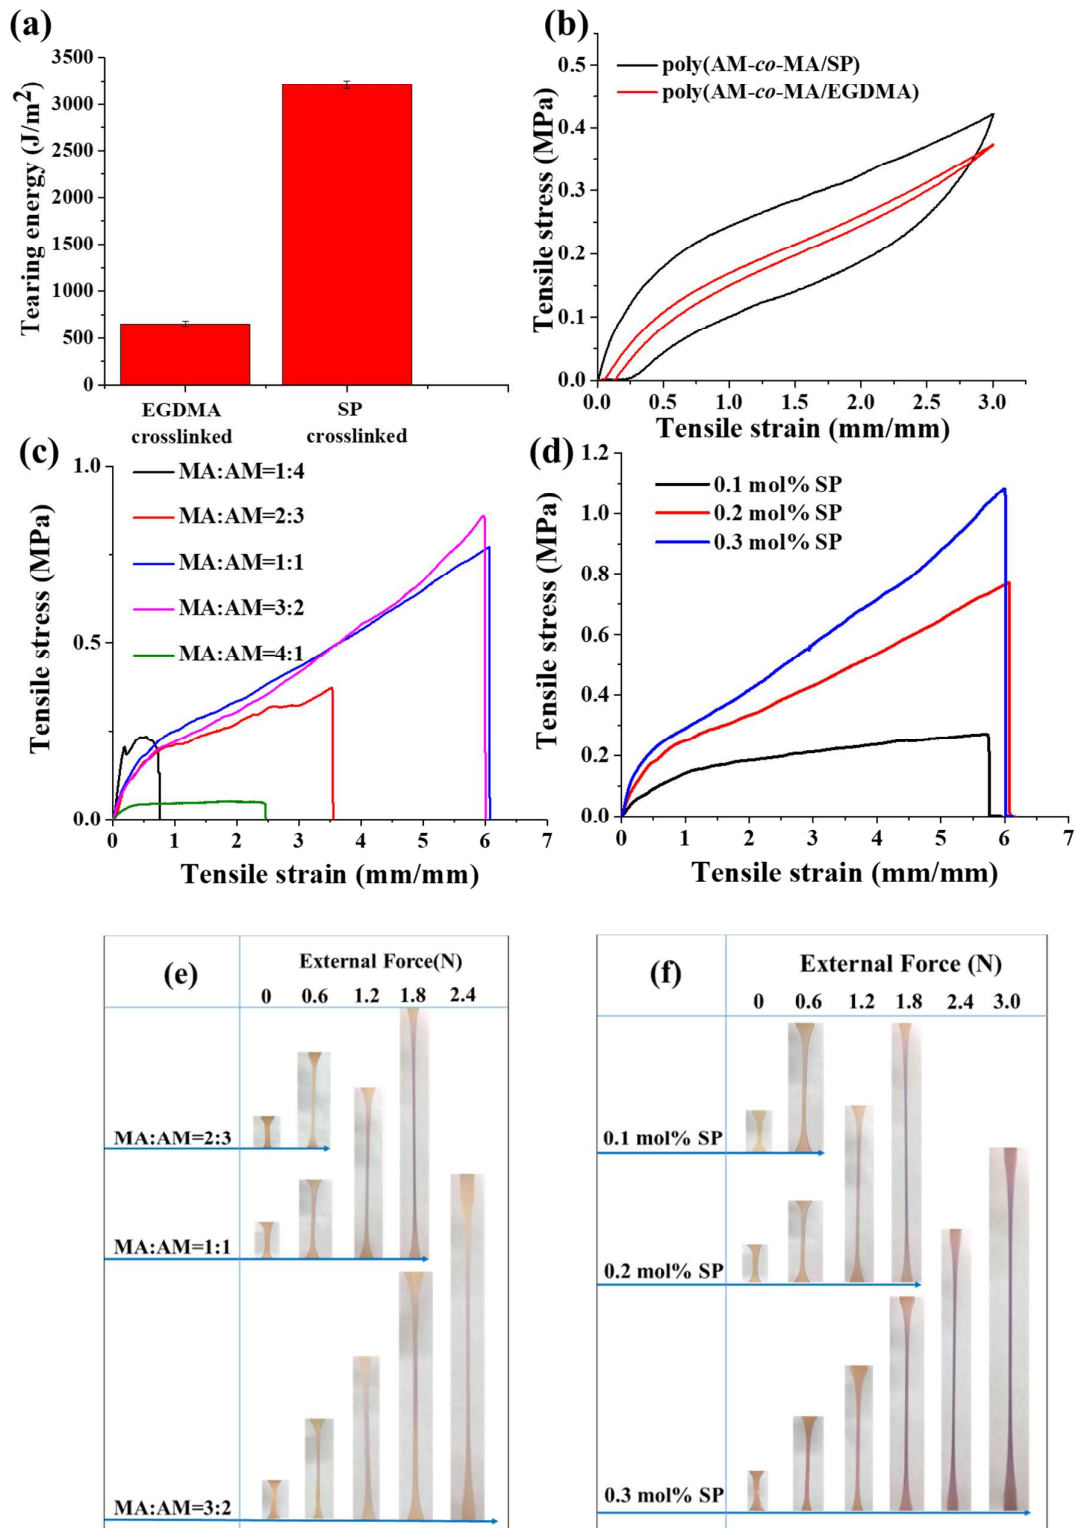 (a)
3500
3000
2500
2000
1500
1000
500
0
Tearing energy (J/m²)
EGDMA
crosslinked
SP
crosslinked
(b)
poly(AM-co-MA/SP)
poly(AM-co-MA/EGDMA)
0.5
0.4
0.3
0.2
0.1
0.0
Tensile stress (MPa)
0.0 0.5 1.0 1.5 2.0 2.5 3.0
Tensile strain (mm/mm)
(c)
MA:AM=1:4
MA:AM=2:3
MA:AM=1:1
MA:AM=3:2
MA:AM=4:1
1.0
0.5
0.0
Tensile stress (MPa)
0 1 2 3 4 5 6 7
Tensile strain (mm/mm)
(d)
0.1 mol% SP
0.2 mol% SP
0.3 mol% SP
1.2
1.0
0.8
0.6
0.4
0.2
0.0
Tensile stress (MPa)
0 1 2 3 4 5 6 7
Tensile strain (mm/mm)
(e)
External Force(N)
0 0.6 1.2 1.8 2.4
MA:AM=2:3
MA:AM=1:1
MA:AM=3:2
(f)
External Force (N)
0 0.6 1.2 1.8 2.4 3.0
0.1 mol% SP
0.2 mol% SP
0.3 mol% SP